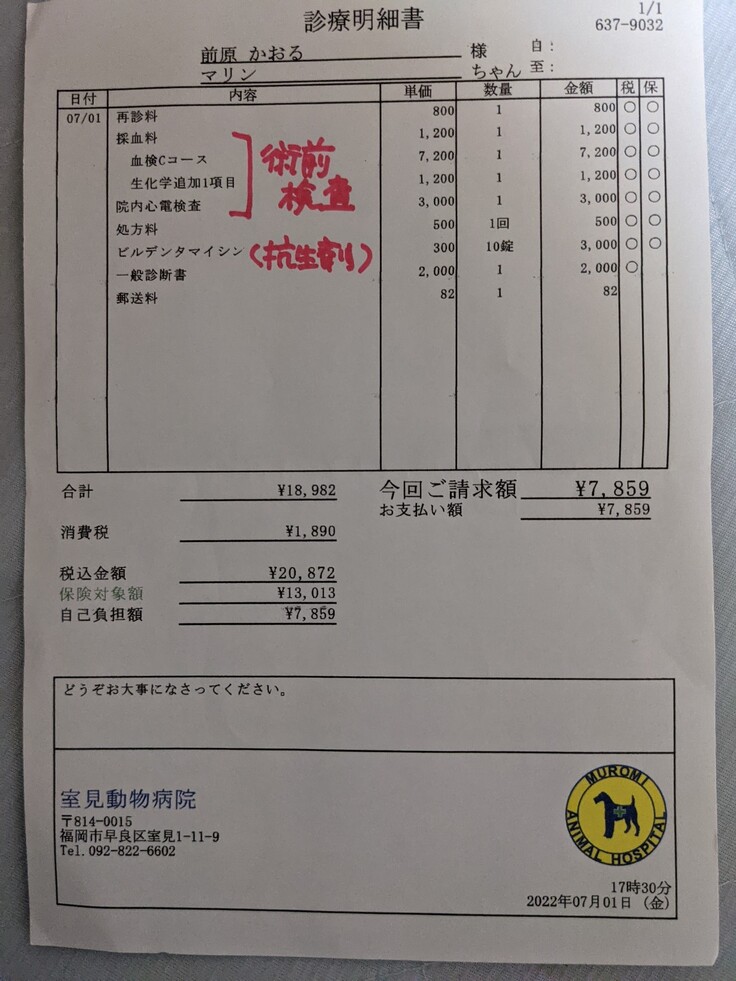 診療明細書
1/1
637-9032
前原 かおる 様 自:
マリン ちゃん 至:
日付 内容 単価 数量 金額 税 保
07/01 再診料 800 1 800 ○ ○
採血料 1,200 1 1,200 ○ ○
血検Cコース 7,200 1 7,200 ○ ○
生化学追加1項目 1,200 1 1,200 ○ ○
院内心電検査 3,000 1 3,000 ○ ○
術前
検査
処方料 500 1回 500 ○ ○
ビルデンタマイシン 300 10錠 3,000 ○ ○
(抗生剤)
一般診断書 2,000 1 2,000 ○
郵送料 82 1 82
合計 ¥18,982
今回ご請求額 ¥7,859
お支払い額 ¥7,859
消費税 ¥1,890
税込金額 ¥20,872
保険対象額 ¥13,013
自己負担額 ¥7,859
どうぞお大事になさってください。
室見動物病院
〒814-0015
福岡市早良区室見1-11-9
Tel.092-822-6602
MUROMI
ANIMAL HOSPITAL
17時30分
2022年07月01日 (金)